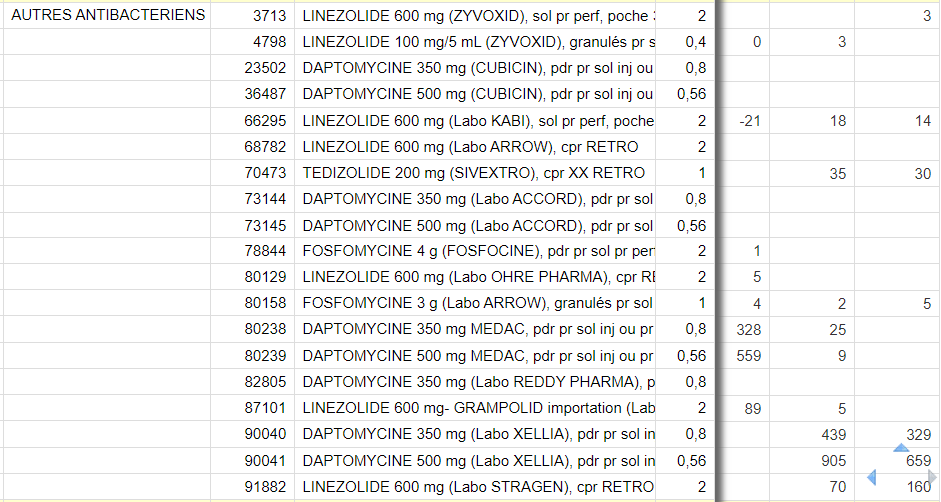 AUTRES ANTIBACTERIENS 3713 LINEZOLIDE 600 mg (ZYVOXID), sol pr perf, poche 2 3
4798 LINEZOLIDE 100 mg/5 mL (ZYVOXID), granulés pr s 0,4 0 3
23502 DAPTOMYCINE 350 mg (CUBICIN), pdr pr sol inj ou 0,8
36487 DAPTOMYCINE 500 mg (CUBICIN), pdr pr sol inj ou 0,56
66295 LINEZOLIDE 600 mg (Labo KABI), sol pr perf, poche 2 -21 18 14
68782 LINEZOLIDE 600 mg (Labo ARROW), cpr RETRO 2
70473 TEDIZOLIDE 200 mg (SIVEXTRO), cpr XX RETRO 1 35 30
73144 DAPTOMYCINE 350 mg (Labo ACCORD), pdr pr sol 0,8
73145 DAPTOMYCINE 500 mg (Labo ACCORD), pdr pr sol 0,56
78844 FOSFOMYCINE 4 g (FOSFOCINE), pdr pr sol pr per 2 1
80129 LINEZOLIDE 600 mg (Labo OHRE PHARMA), cpr RE 2 5
80158 FOSFOMYCINE 3 g (Labo ARROW), granulés pr sol 1 4 2 5
80238 DAPTOMYCINE 350 mg MEDAC, pdr pr sol inj ou pr 0,8 328 25
80239 DAPTOMYCINE 500 mg MEDAC, pdr pr sol inj ou pr 0,56 559 9
82805 DAPTOMYCINE 350 mg (Labo REDDY PHARMA), p 0,8
87101 LINEZOLIDE 600 mg- GRAMPOLID importation (Lab 2 89 5
90040 DAPTOMYCINE 350 mg (Labo XELLIA), pdr pr sol in 0,8 439 329
90041 DAPTOMYCINE 500 mg (Labo XELLIA), pdr pr sol in 0,56 905 659
91882 LINEZOLIDE 600 mg (Labo STRAGEN), cpr RETRO 2 70 160